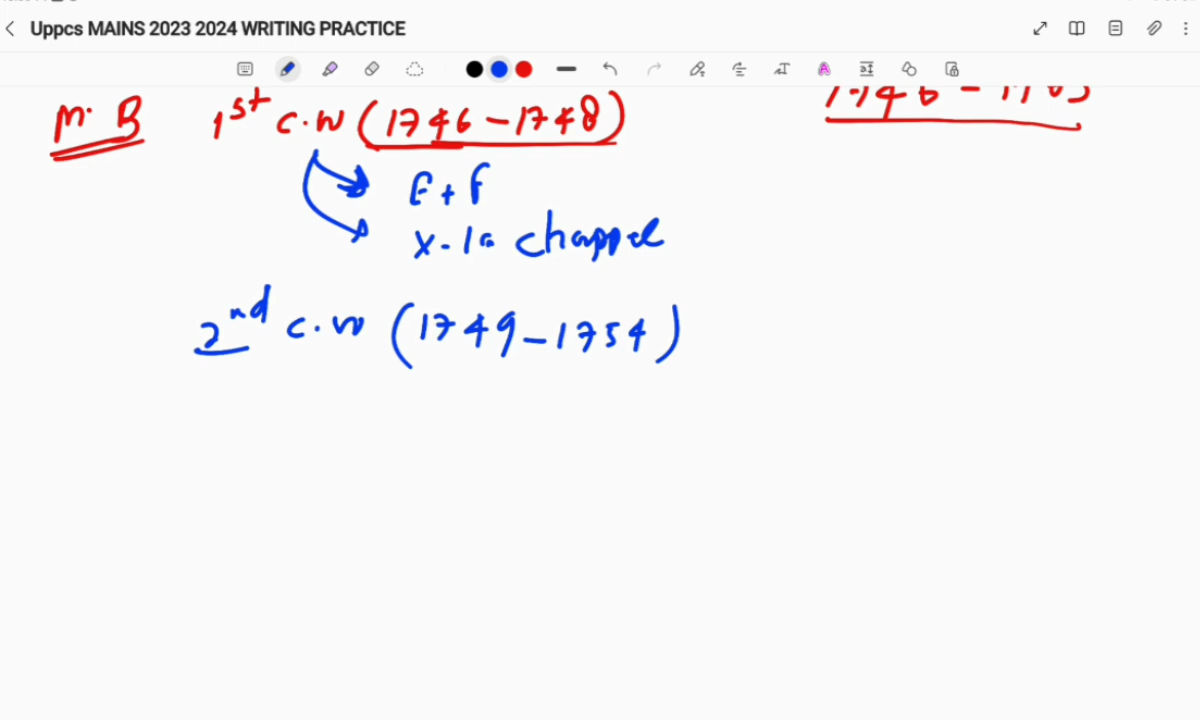 Uppcs MAINS 2023 2024 WRITING PRACTICE
M. B 1st C.W (1746-1748)
E + F
X-la chappel
2nd C.W (1749-1754)